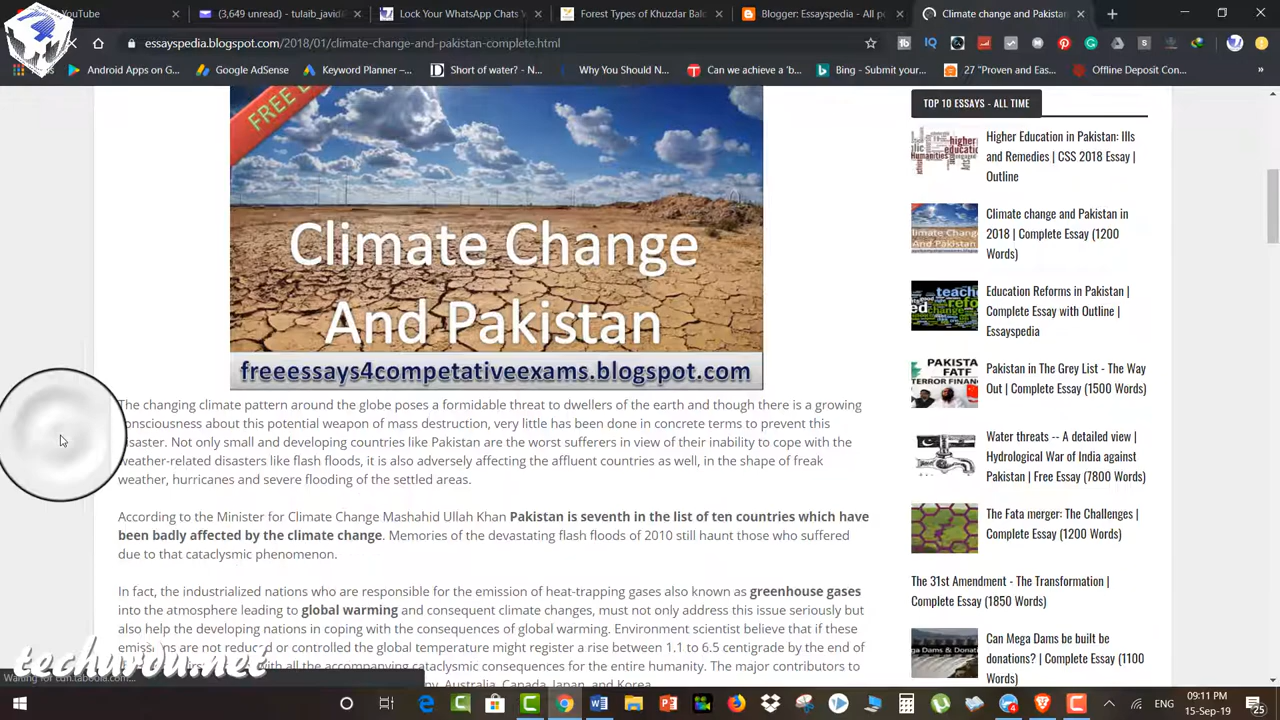 YouTube
(3,649 unread) - tulaib_javid
Lock Your WhatsApp Chats
Forest Types of Khuzdar Bal
Blogger: Essayspedia - All p
Climate change and Pakistan
essayspedia.blogspot.com/2018/01/climate-change-and-pakistan-complete.html
Android Apps on G...
Google AdSense
Keyword Planner –...
Short of water? - N...
Why You Should N...
Can we achieve a 'b...
Bing - Submit your...
27 "Proven and Eas...
Offline Deposit Con...
FREE
Climate Change
And Pakistan
freeessays4competativeexams.blogspot.com
The changing climate pattern around the globe poses a formidable threat to dwellers of the earth and though there is a growing
consciousness about this potential weapon of mass destruction, very little has been done in concrete terms to prevent this
disaster. Not only small and developing countries like Pakistan are the worst sufferers in view of their inability to cope with the
weather-related disasters like flash floods, it is also adversely affecting the affluent countries as well, in the shape of freak
weather, hurricanes and severe flooding of the settled areas.
According to the Minister for Climate Change Mashahid Ullah Khan Pakistan is seventh in the list of ten countries which have
been badly affected by the climate change. Memories of the devastating flash floods of 2010 still haunt those who suffered
due to that cataclysmic phenomenon.
In fact, the industrialized nations who are responsible for the emission of heat-trapping gases also known as greenhouse gases
into the atmosphere leading to global warming and consequent climate changes, must not only address this issue seriously but
also help the developing nations in coping with the consequences of global warming. Environment scientist believe that if these
emissions are not reduced or controlled the global temperature might register a rise between 1.1 to 6.5 centigrade by the end of
with all the accompanying cataclysmic consequences for the entire humanity. The major contributors to
Australia, Canada, Japan, and Korea.
TOP 10 ESSAYS - ALL TIME
Higher Education in Pakistan: Ills
and Remedies | CSS 2018 Essay |
Outline
Climate change and Pakistan in
2018 | Complete Essay (1200
Words)
Education Reforms in Pakistan |
Complete Essay with Outline |
Essayspedia
Pakistan in The Grey List - The Way
Out | Complete Essay (1500 Words)
Water threats -- A detailed view |
Hydrological War of India against
Pakistan | Free Essay (7800 Words)
The Fata merger: The Challenges |
Complete Essay (1200 Words)
The 31st Amendment - The Transformation |
Complete Essay (1850 Words)
Can Mega Dams be built be
donations? | Complete Essay (1100
Words)
techurdu.net
Waiting for cdn.taboola.com...
ENG
09:11 PM
15-Sep-19
25